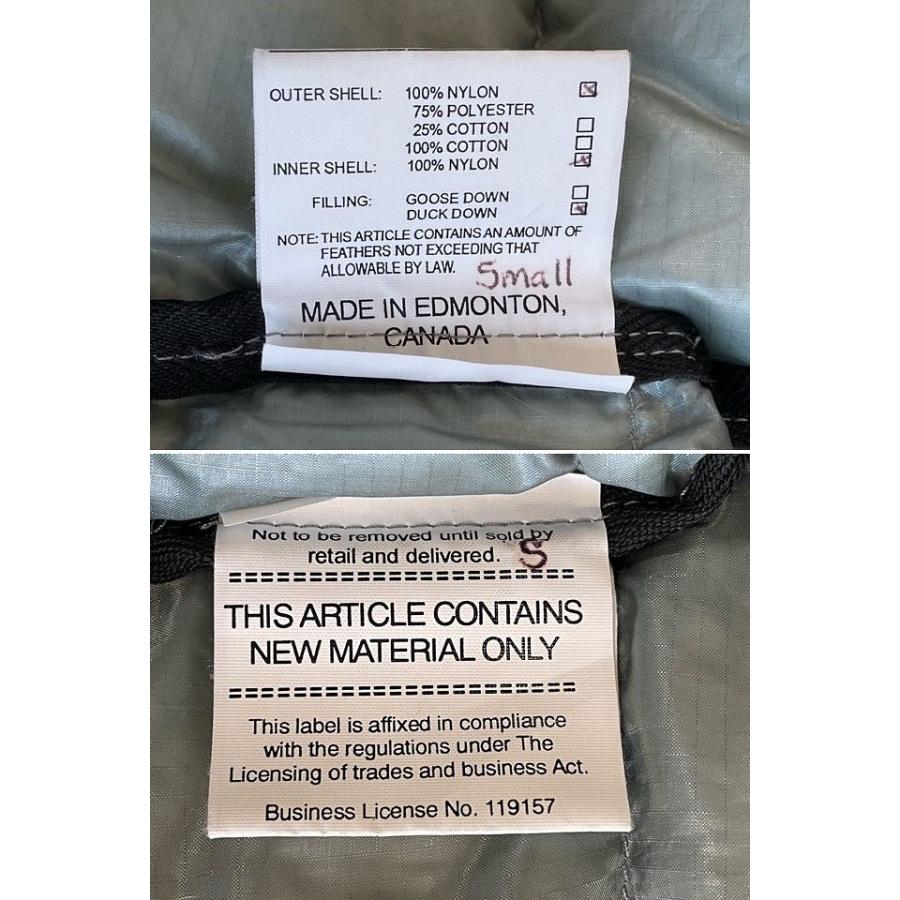 OUTER SHELL: 100% NYLON ☒
75% POLYESTER
25% COTTON ☐
100% COTTON ☐
INNER SHELL: 100% NYLON ☒
FILLING: GOOSE DOWN ☐
DUCK DOWN ☒
NOTE: THIS ARTICLE CONTAINS AN AMOUNT OF
FEATHERS NOT EXCEEDING THAT
ALLOWABLE BY LAW. Small
MADE IN EDMONTON,
CANADA
Not to be removed until sold by
retail and delivered. S
======================
THIS ARTICLE CONTAINS
NEW MATERIAL ONLY
======================
This label is affixed in compliance
with the regulations under The
Licensing of trades and business Act.
Business License No. 119157